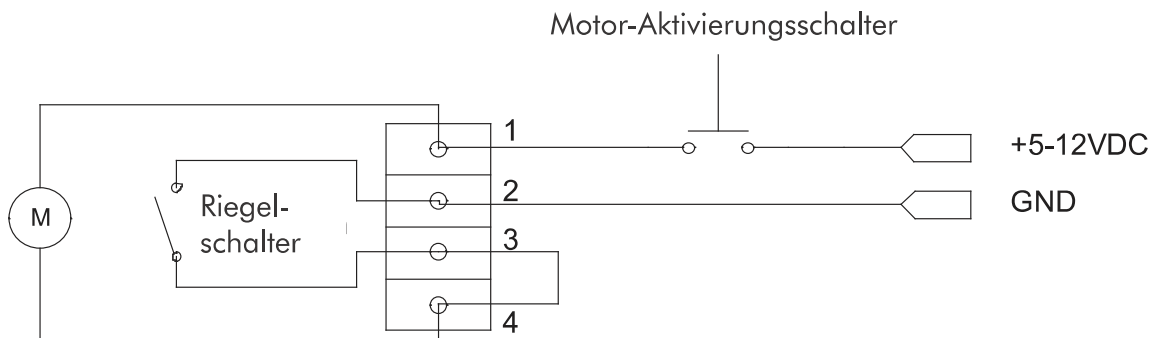 Motor-Aktivierungsschalter
1
+5-12VDC
2
GND
M
Riegel-
schalter
3
4